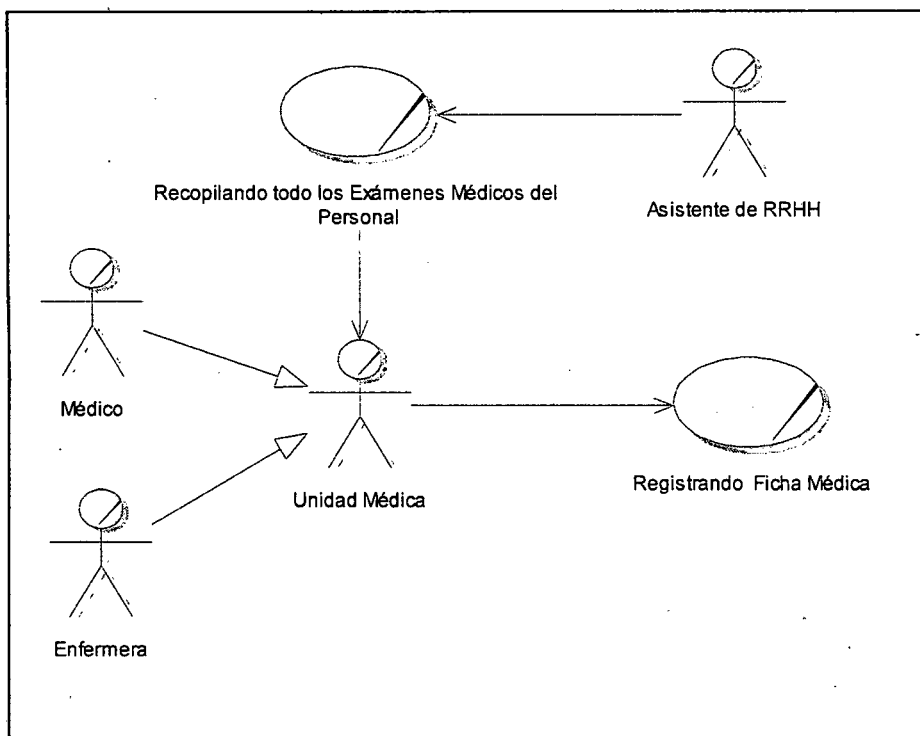 Recopilando todo los Exámenes Médicos del
Personal
Asistente de RRHH
Médico
Unidad Médica
Registrando Ficha Médica
Enfermera